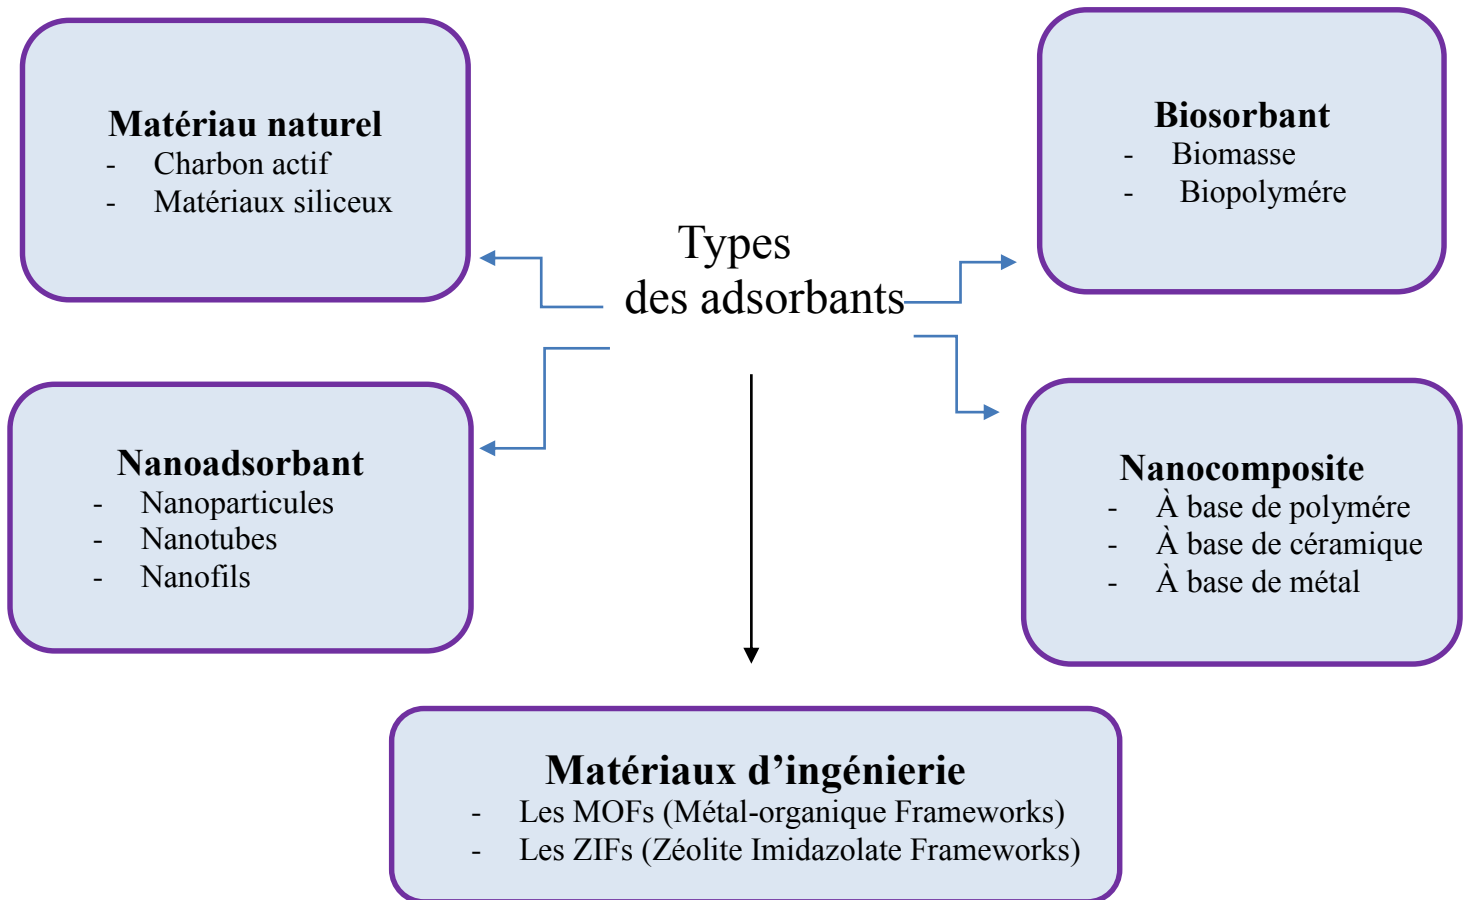 Matériau naturel
- Charbon actif
- Matériaux siliceux
Biosorbant
- Biomasse
- Biopolymére
Types
des adsorbants
Nanoadsorbant
- Nanoparticules
- Nanotubes
- Nanofils
Nanocomposite
- À base de polymére
- À base de céramique
- À base de métal
Matériaux d’ingénierie
- Les MOFs (Métal-organique Frameworks)
- Les ZIFs (Zéolite Imidazolate Frameworks)